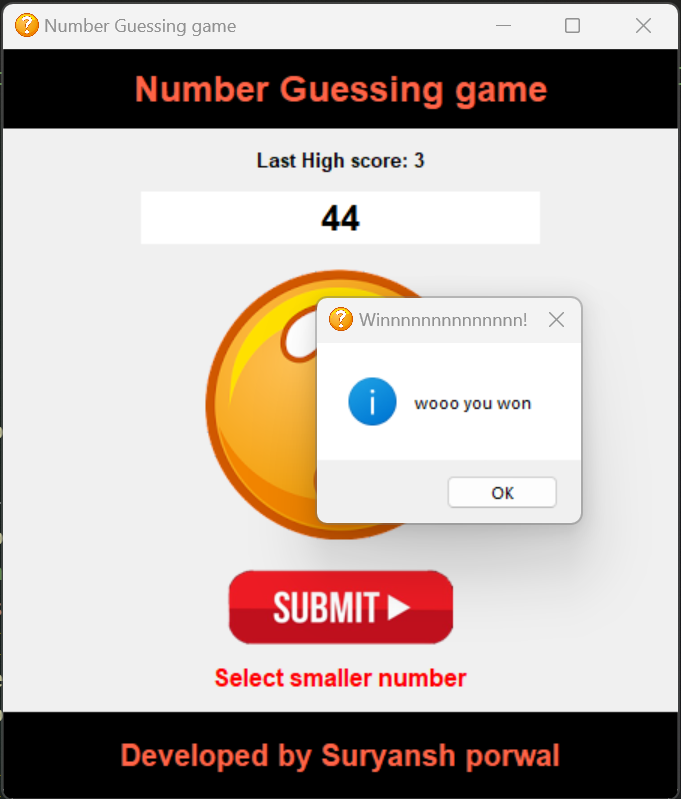 Number Guessing game
Number Guessing game
Last High score: 3
44
Winnnnnnnnnnnnnn!
wooo you won
OK
SUBMIT
Select smaller number
Developed by Suryansh porwal